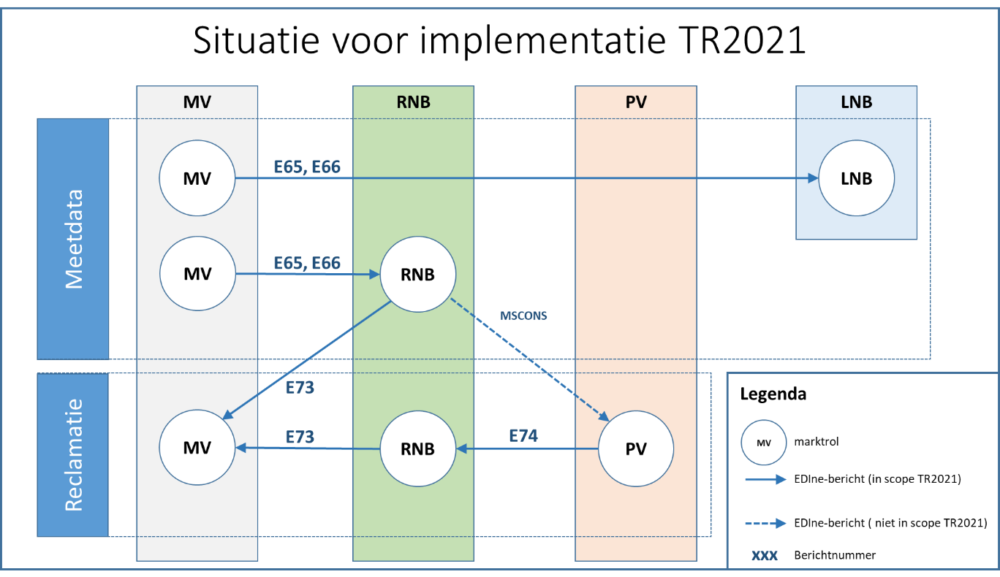 Situatie voor implementatie TR2021
MV
RNB
PV
LNB
Meetdata
MV
E65, E66
LNB
MV
E65, E66
RNB
MSCONS
E73
Reclamatie
MV
E73
RNB
E74
PV
Legenda
MV
marktrol
EDIne-bericht (in scope TR2021)
EDIne-bericht ( niet in scope TR2021)
XXX
Berichtnummer